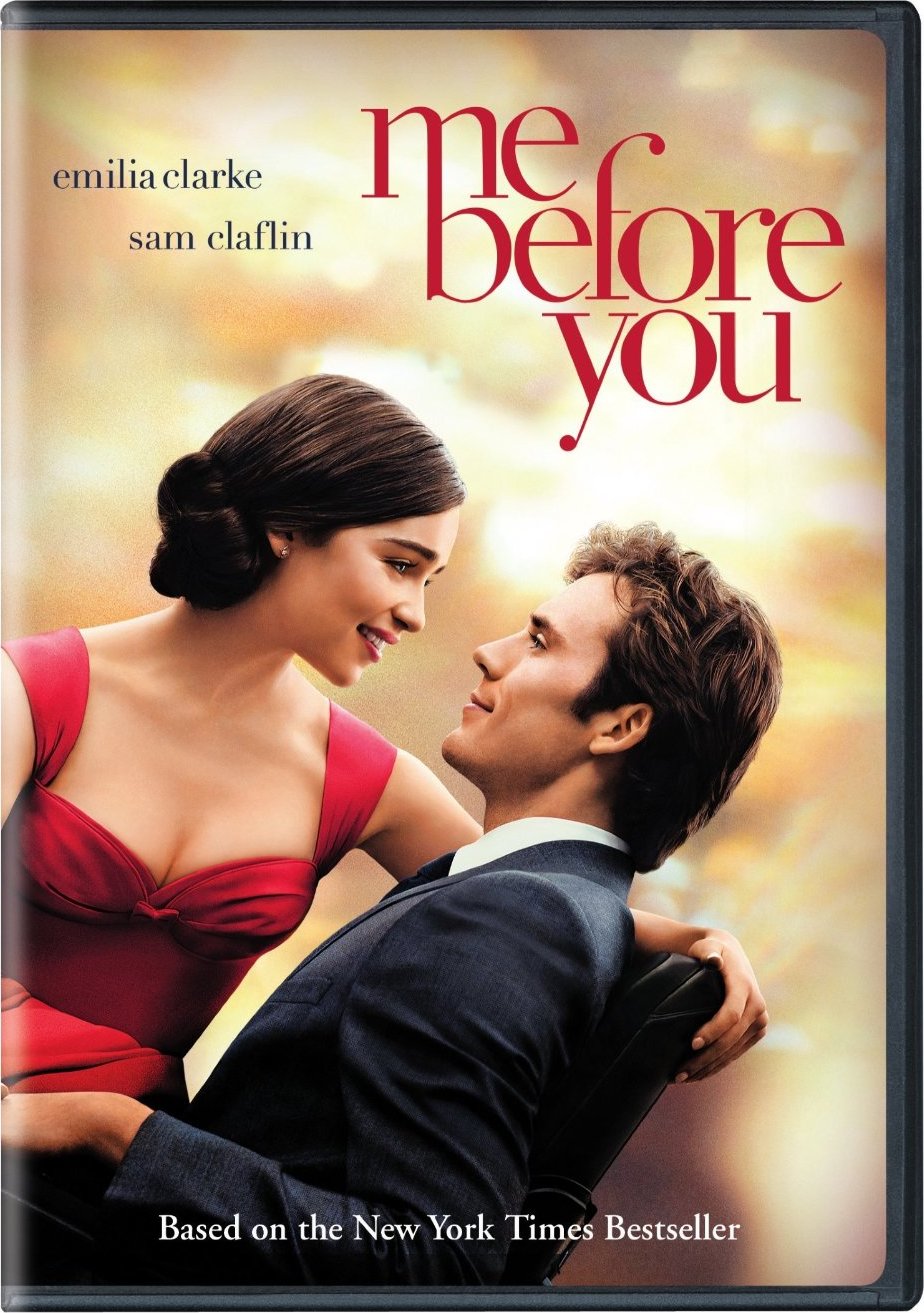 emilia clarke
sam claflin
me
before
you
Based on the New York Times Bestseller